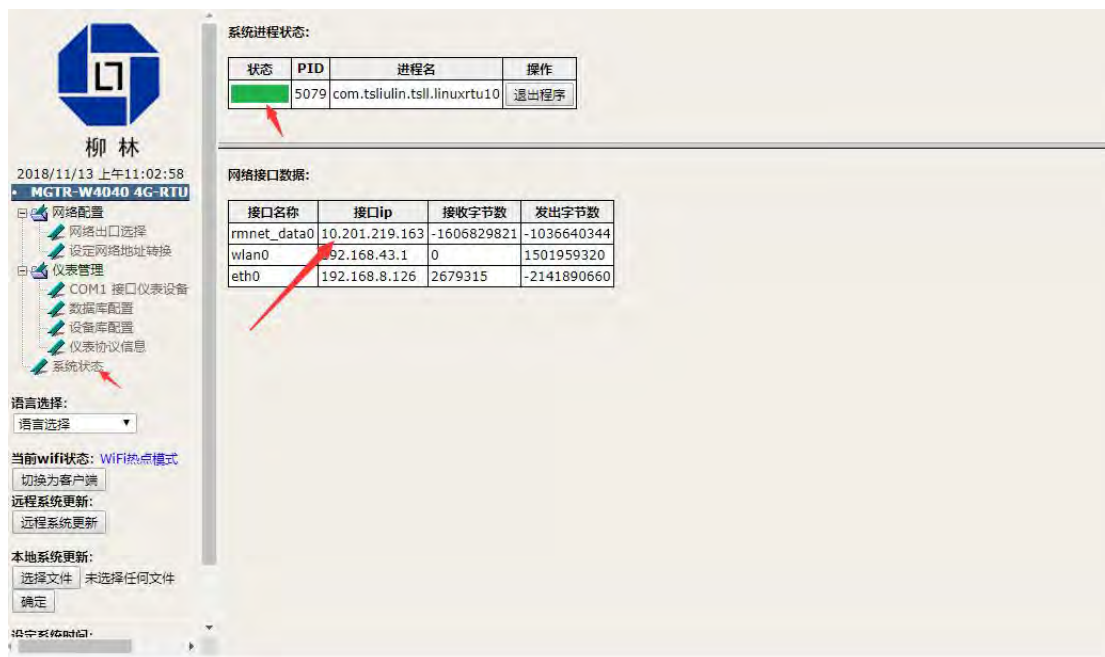 柳 林
2018/11/13 上午11:02:58
MGTR-W4040 4G-RTU
网络配置
网络出口选择
设定网络地址转换
仪表管理
COM1 接口仪表设备
数据库配置
设备库配置
仪表协议信息
系统状态
语言选择:
语言选择
当前wifi状态: WiFi热点模式
切换为客户端
远程系统更新:
远程系统更新
本地系统更新:
选择文件 未选择任何文件
确定
设定系统时间:
系统进程状态:
状态 PID 进程名 操作
5079 com.tsliulin.tsll.linuxrtu10 退出程序
网络接口数据:
接口名称 接口ip 接收字节数 发出字节数
rmnet_data0 10.201.219.163 -1606829821 -1036640344
wlan0 192.168.43.1 0 1501959320
eth0 192.168.8.126 2679315 -2141890660